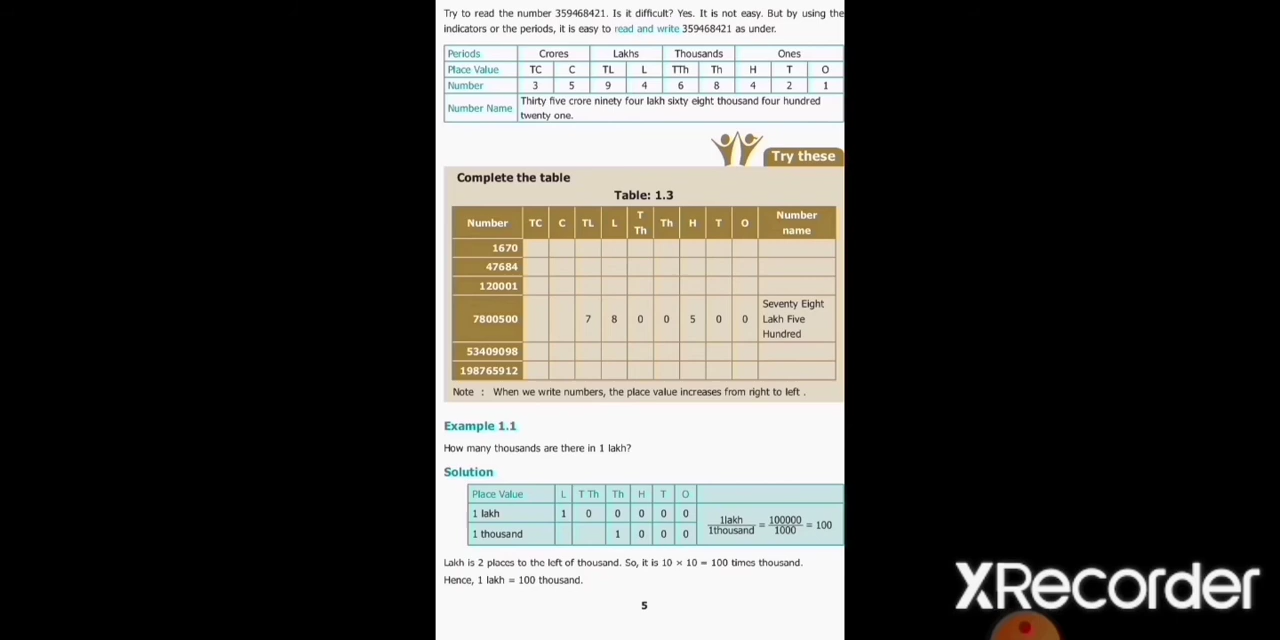 Try to read the number 359468421. Is it difficult? Yes. It is not easy. But by using the
indicators or the periods, it is easy to read and write 359468421 as under.
Periods Crores Lakhs Thousands Ones
Place Value TC C TL L TTh Th H T O
Number 3 5 9 4 6 8 4 2 1
Number Name Thirty five crore ninety four lakh sixty eight thousand four hundred
twenty one.
Try these
Complete the table
Table: 1.3
Number TC C TL L T Th Th H T O Number name
1670
47684
120001
7800500 7 8 0 0 5 0 0 Seventy Eight
Lakh Five
Hundred
53409098
198765912
Note : When we write numbers, the place value increases from right to left .
Example 1.1
How many thousands are there in 1 lakh?
Solution
Place Value L T Th Th H T O
1 lakh 1 0 0 0 0 0
1 thousand 1 0 0 0
1lakh/1thousand = 100000/1000 = 100
Lakh is 2 places to the left of thousand. So, it is 10 × 10 = 100 times thousand.
Hence, 1 lakh = 100 thousand.
5
XRecorder